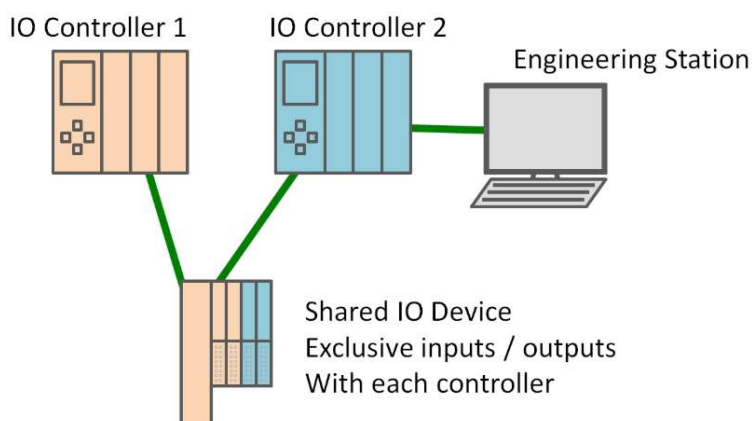 IO Controller 1
IO Controller 2
Engineering Station
Shared IO Device
Exclusive inputs / outputs
With each controller